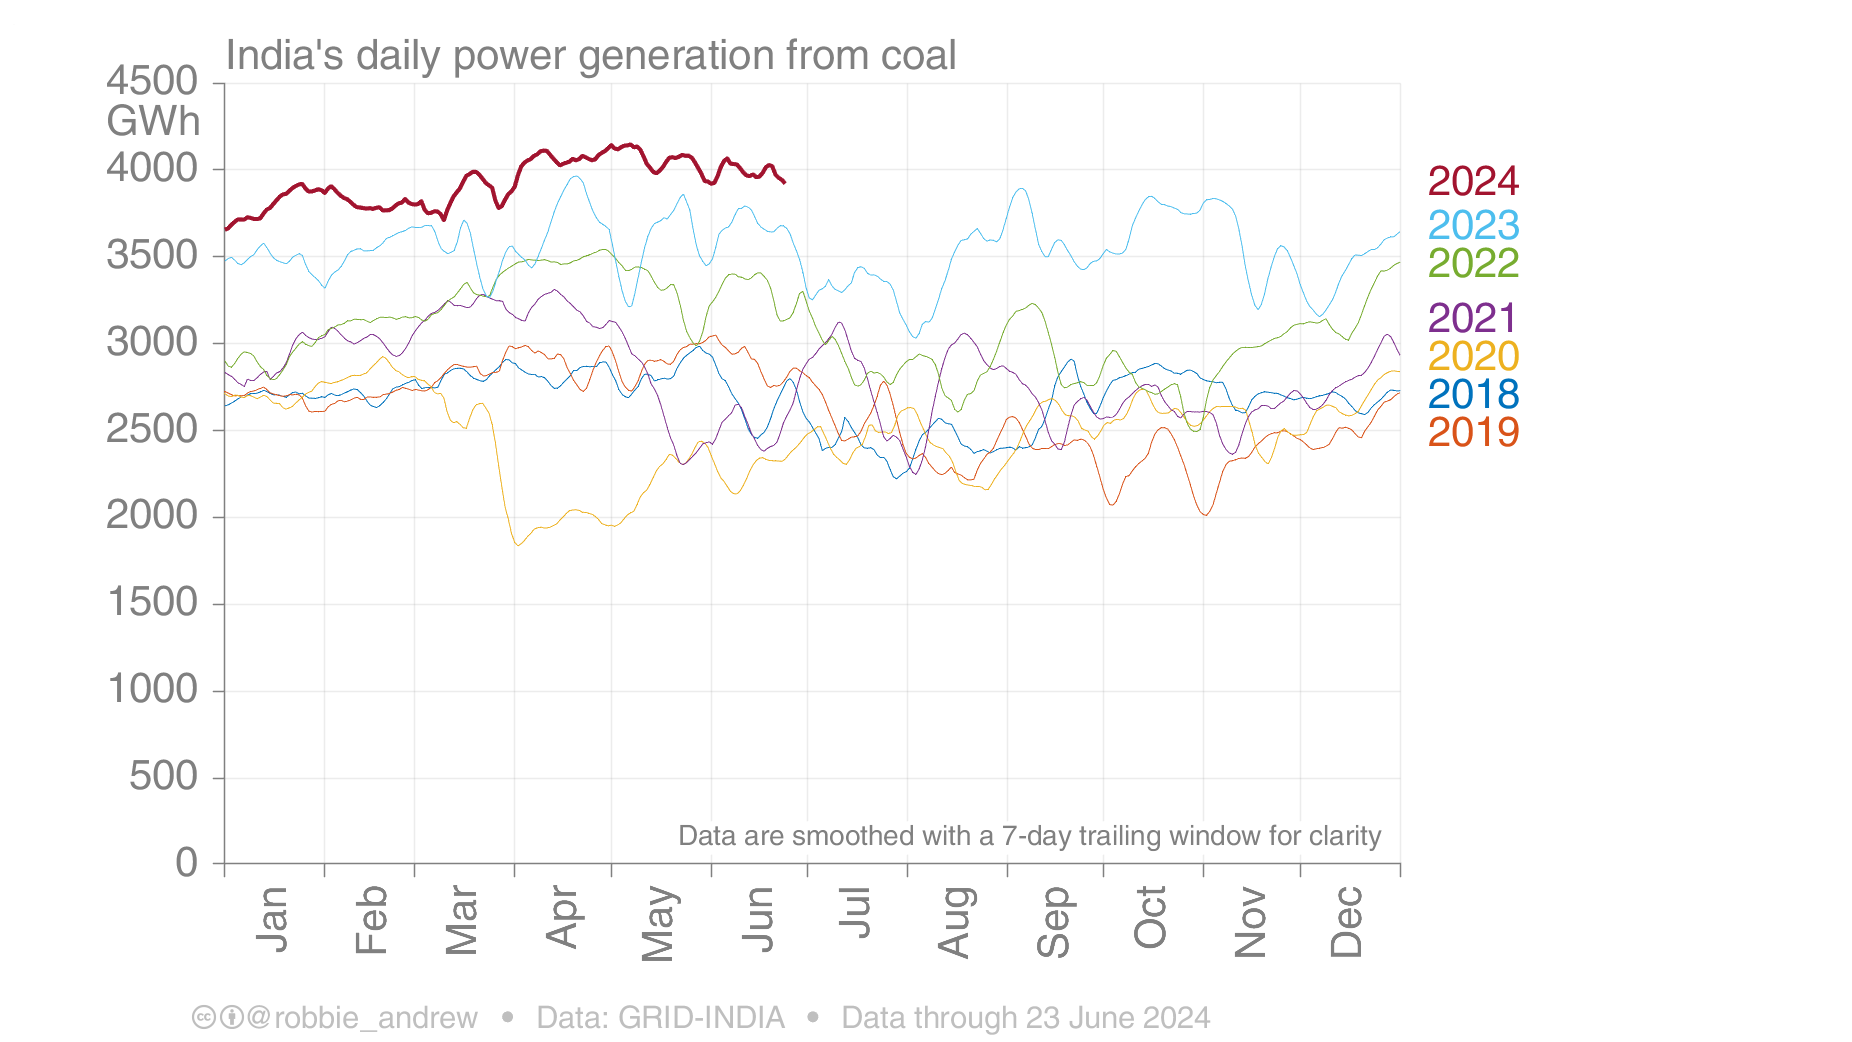 India's daily power generation from coal
4500
GWh
4000
3500
3000
2500
2000
1500
1000
500
0
2024
2023
2022
2021
2020
2018
2019
Data are smoothed with a 7-day trailing window for clarity
Jan
Feb
Mar
Apr
May
Jun
Jul
Aug
Sep
Oct
Nov
Dec
cc @robbie_andrew • Data: GRID-INDIA • Data through 23 June 2024